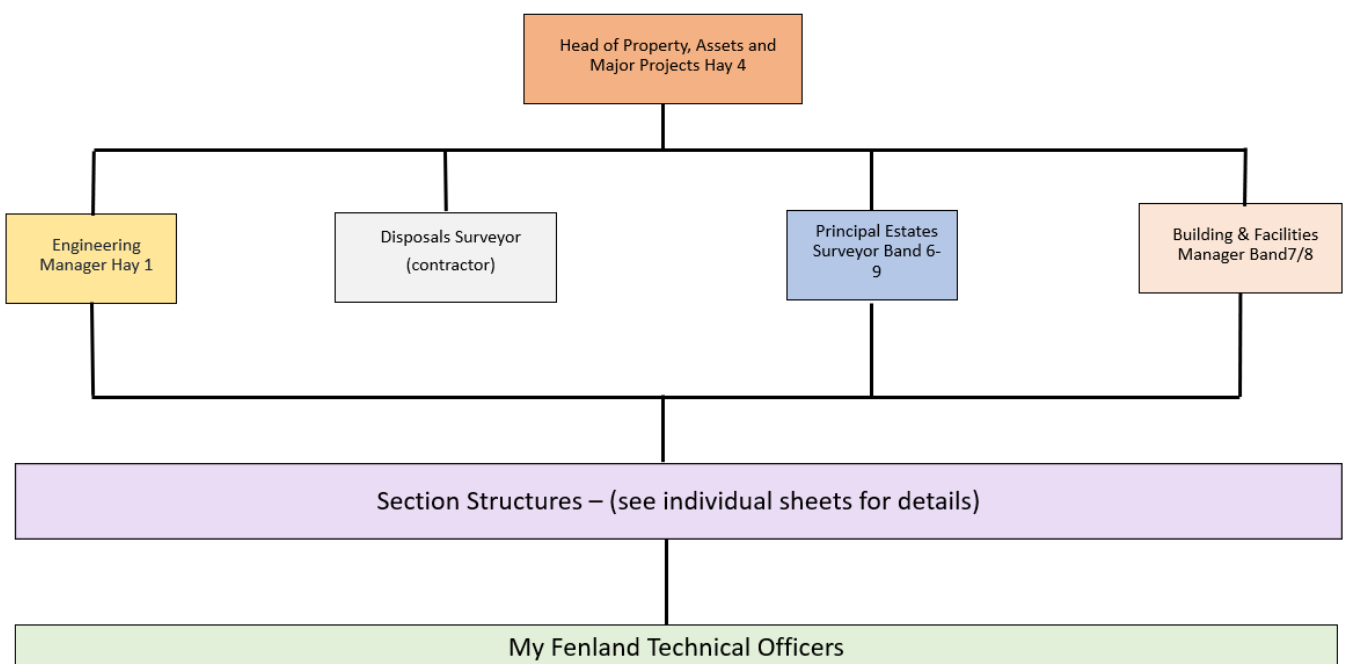 Head of Property, Assets and
Major Projects Hay 4
Engineering
Manager Hay 1
Disposals Surveyor
(contractor)
Principal Estates
Surveyor Band 6-
9
Building & Facilities
Manager Band7/8
Section Structures – (see individual sheets for details)
My Fenland Technical Officers